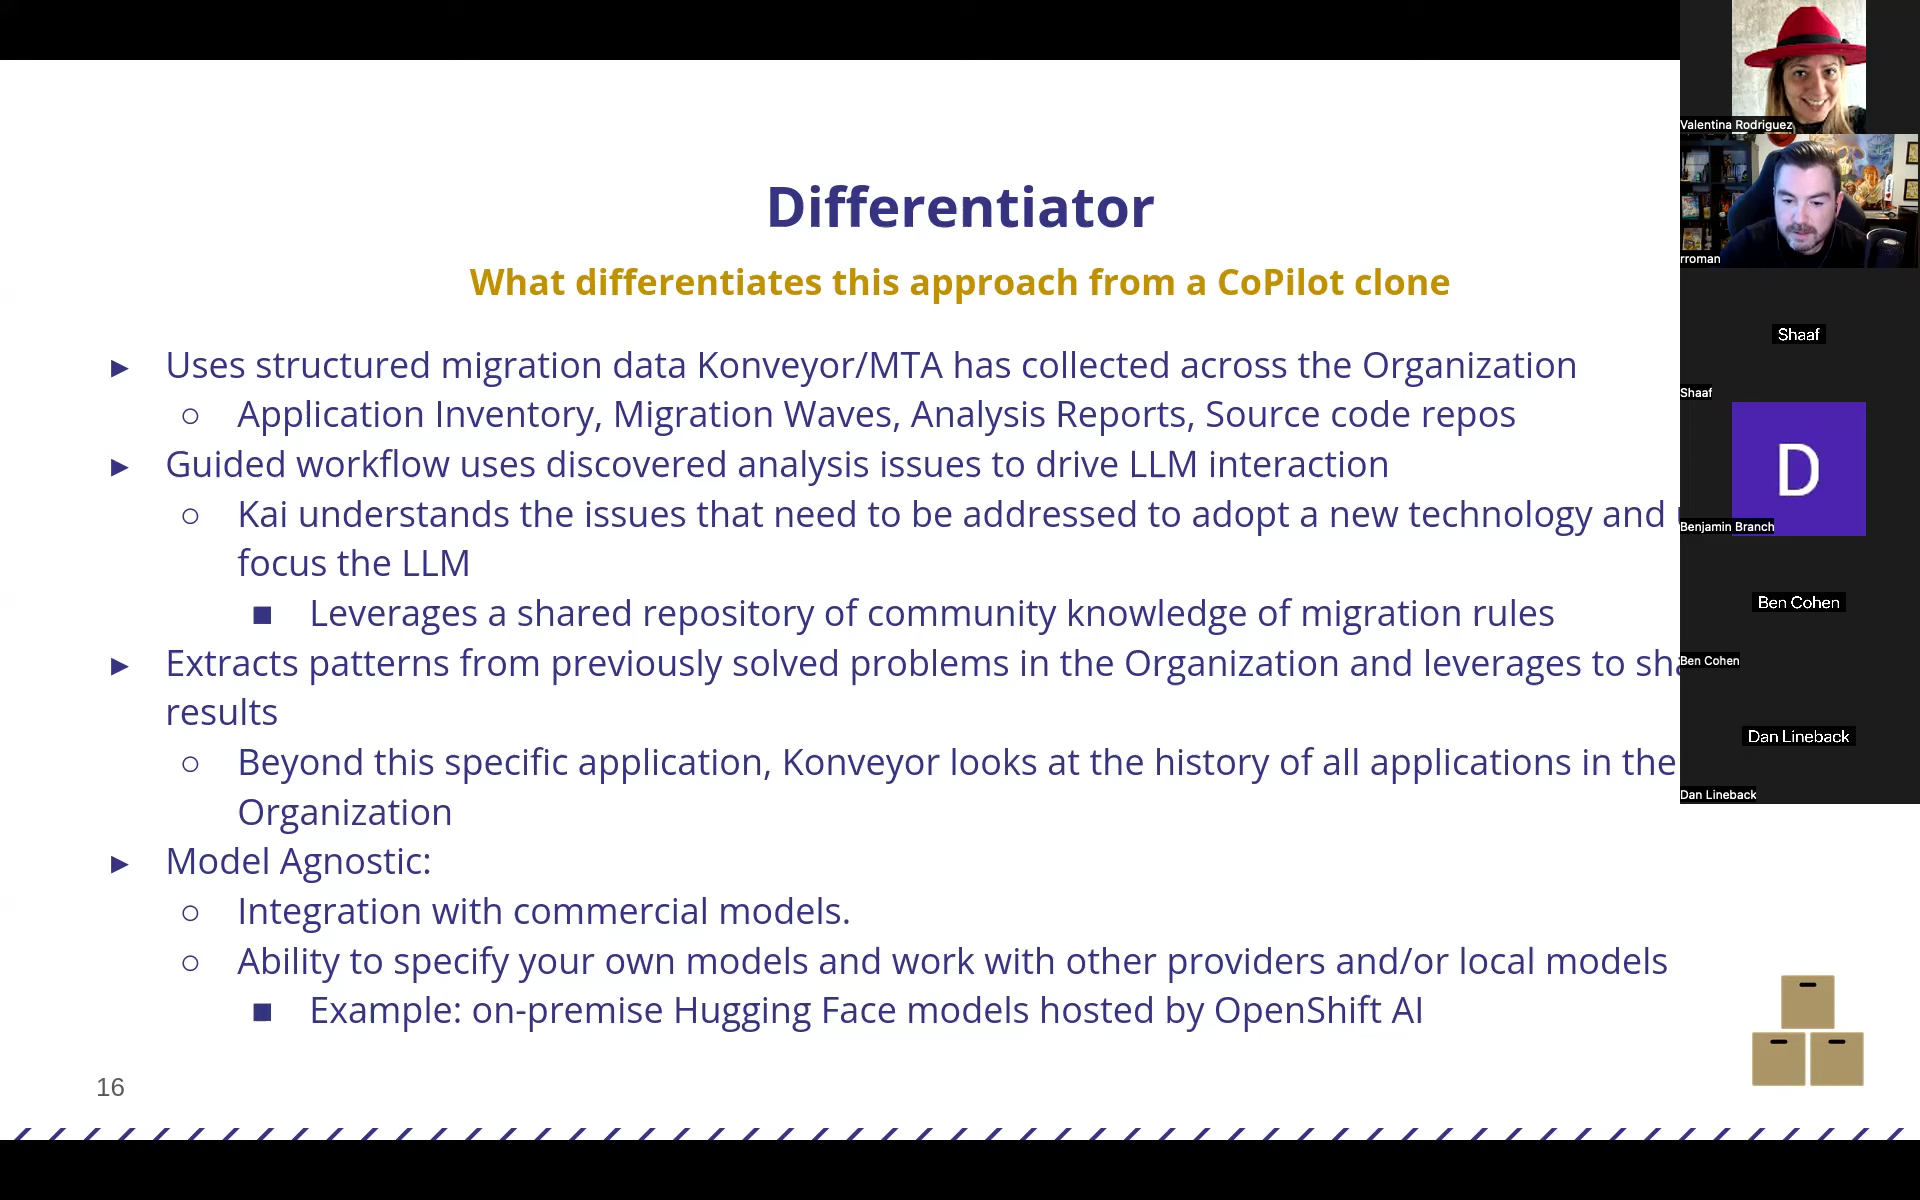 Differentiator
What differentiates this approach from a CoPilot clone
► Uses structured migration data Konveyor/MTA has collected across the Organization
○ Application Inventory, Migration Waves, Analysis Reports, Source code repos
► Guided workflow uses discovered analysis issues to drive LLM interaction
○ Kai understands the issues that need to be addressed to adopt a new technology and
focus the LLM
■ Leverages a shared repository of community knowledge of migration rules
► Extracts patterns from previously solved problems in the Organization and leverages to
results
○ Beyond this specific application, Konveyor looks at the history of all applications in the
Organization
► Model Agnostic:
○ Integration with commercial models.
○ Ability to specify your own models and work with other providers and/or local models
■ Example: on-premise Hugging Face models hosted by OpenShift AI
16
Valentina Rodriguez
rroman
Shaaf
Shaaf
D
Benjamin Branch
Ben Cohen
Ben Cohen
Dan Lineback
Dan Lineback